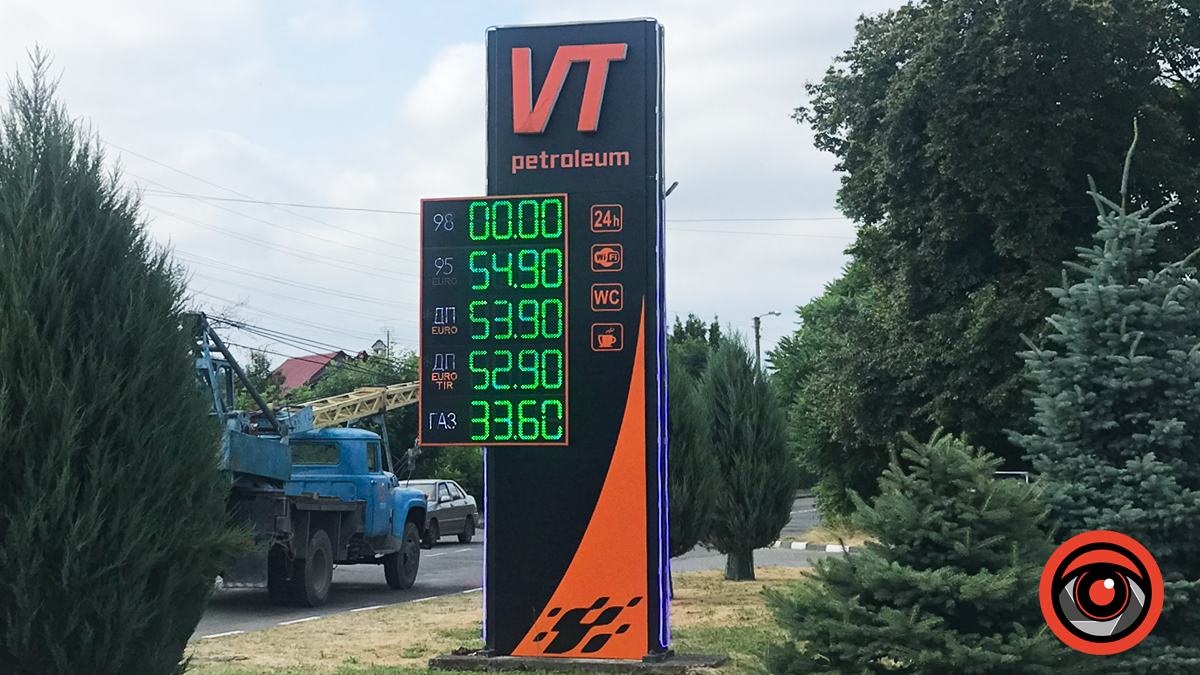 VT
petroleum
98 00.00
95 54.90
EURO
ДП 53.90
EURO
ДП 52.90
EURO
TIR
ГАЗ 33.60
24h
WiFi
WC